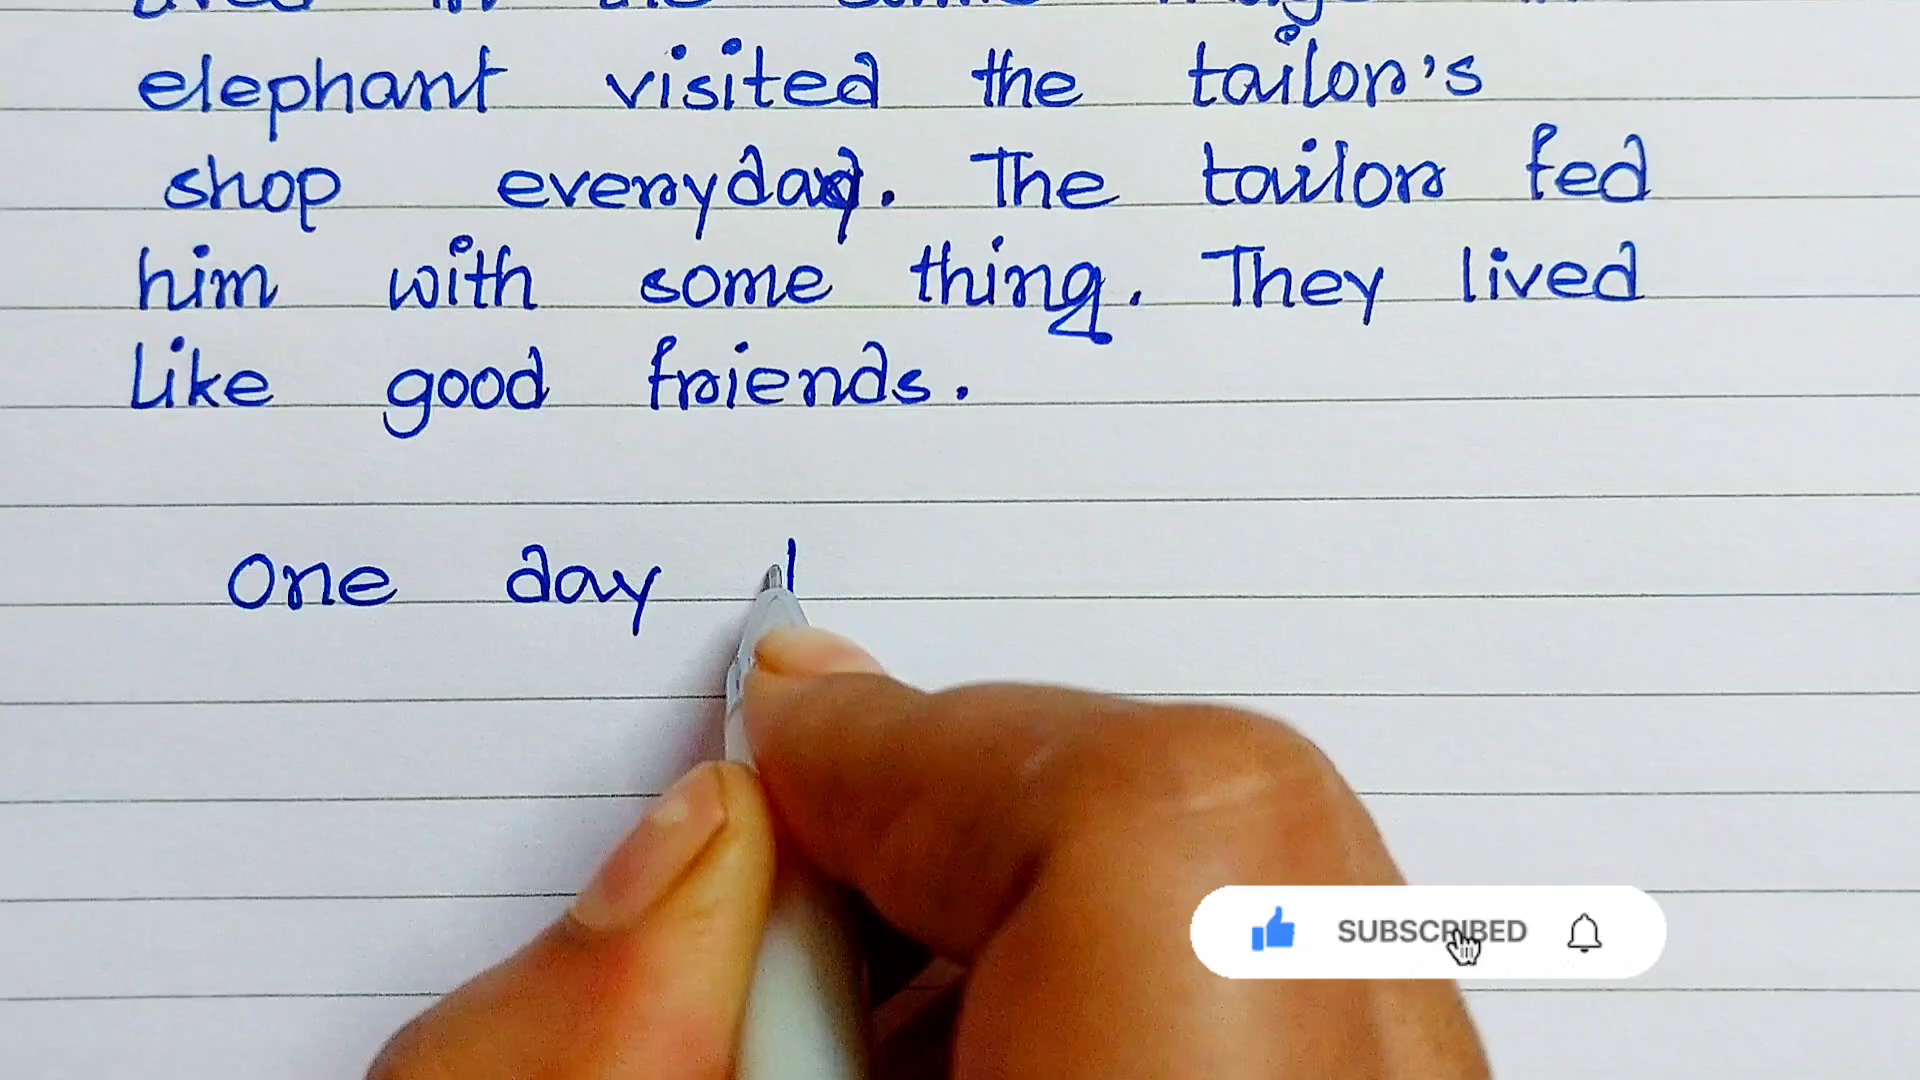 elephant visited the tailor's
shop everyday. The tailor fed
him with some thing. They lived
Like good friends.
One day
SUBSCRIBED